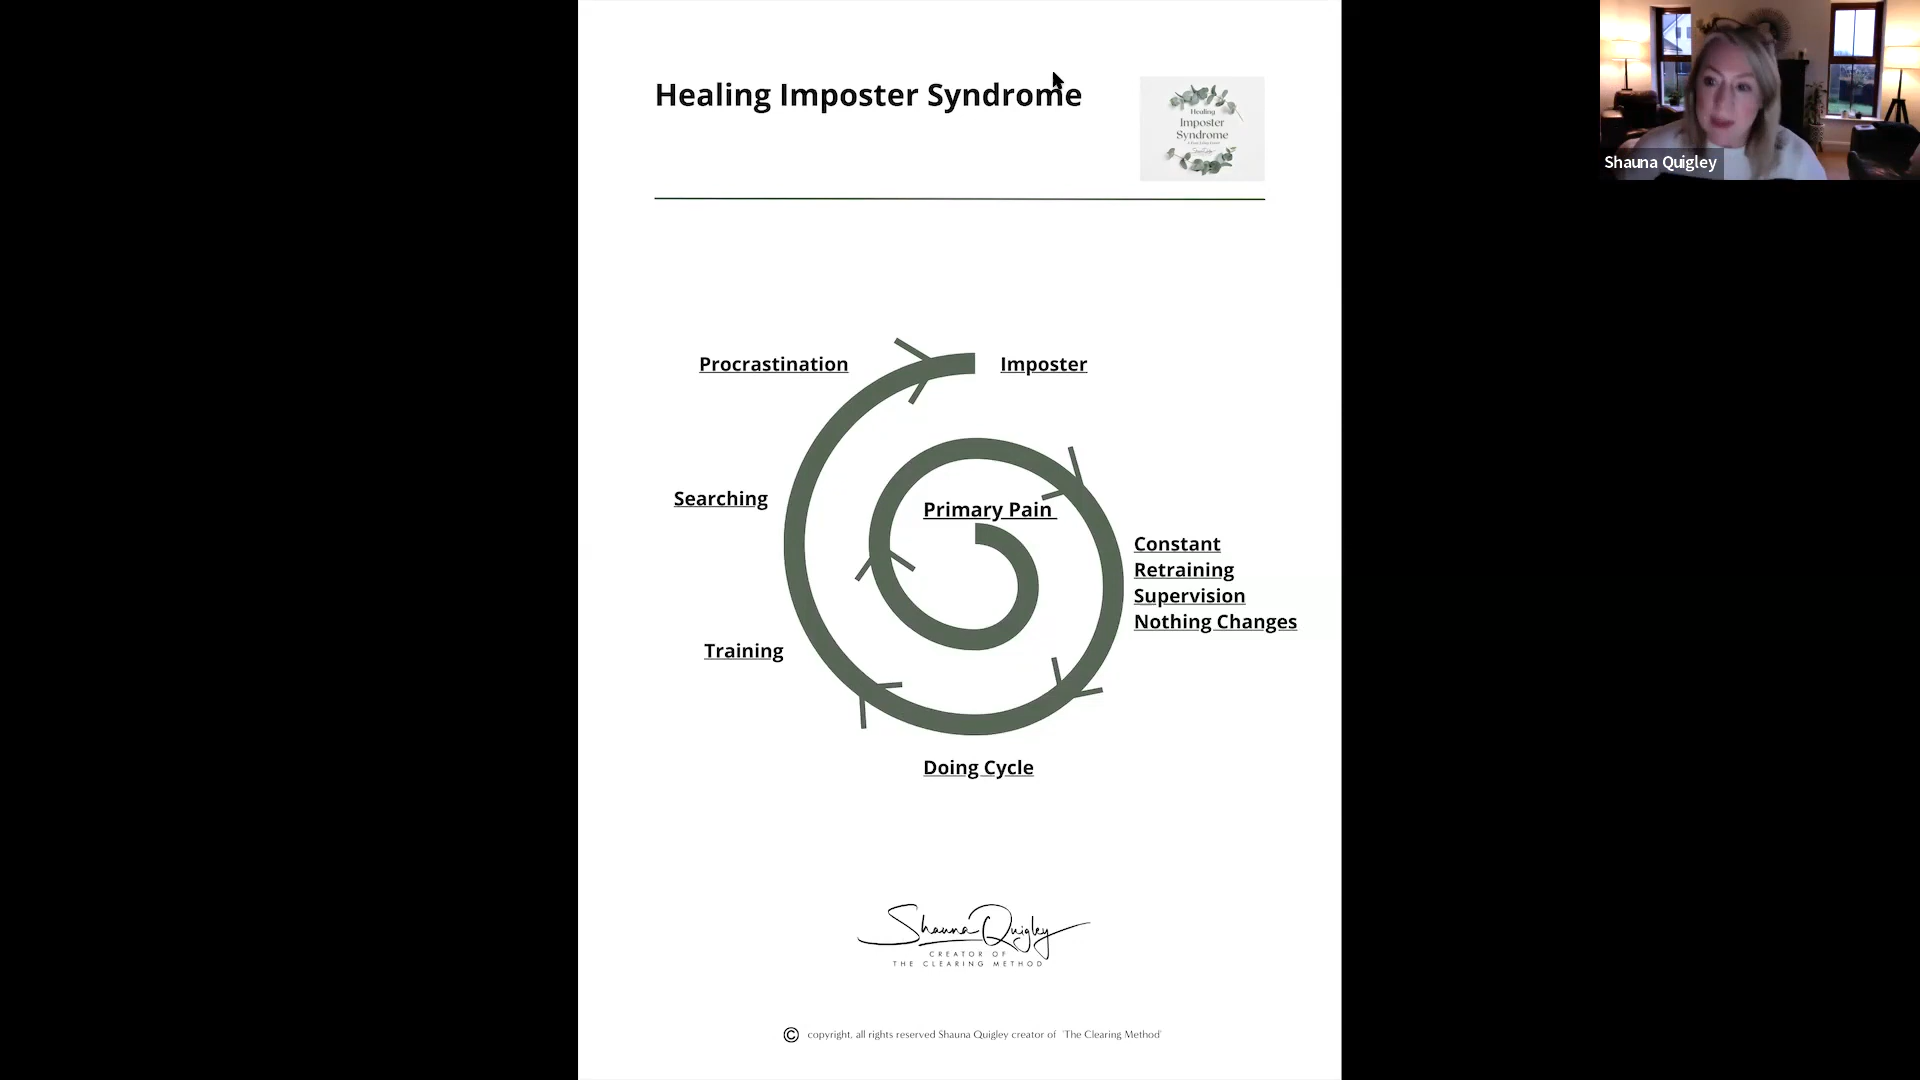 Healing Imposter Syndrome
Healing
Imposter
Syndrome
Shauna Quigley
Procrastination
Imposter
Searching
Primary Pain
Constant
Retraining
Supervision
Nothing Changes
Training
Doing Cycle
Shauna Quigley
CREATOR OF
THE CLEARING METHOD
© copyright, all rights reserved Shauna Quigley creator of 'The Clearing Method'